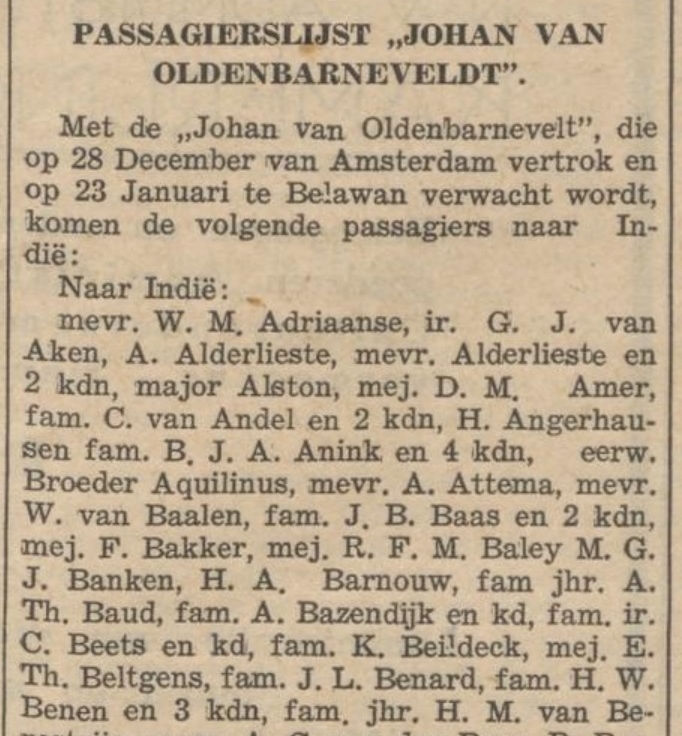 PASSAGIERSLIJST „JOHAN VAN
OLDENBARNEVELDT”.
Met de „Johan van Oldenbarnevelt”, die
op 28 December van Amsterdam vertrok en
op 23 Januari te Belawan verwacht wordt,
komen de volgende passagiers naar In-
dië:
Naar Indië:
mevr. W. M. Adriaanse, ir. G. J. van
Aken, A. Alderlieste, mevr. Alderlieste en
2 kdn, major Alston, mej. D. M. Amer,
fam. C. van Andel en 2 kdn, H. Angerhau-
sen fam. B. J. A. Anink en 4 kdn, eerw.
Broeder Aquilinus, mevr. A. Attema, mevr.
W. van Baalen, fam. J. B. Baas en 2 kdn,
mej. F. Bakker, mej. R. F. M. Baley M. G.
J. Banken, H. A. Barnouw, fam jhr. A.
Th. Baud, fam. A. Bazendijk en kd, fam. ir.
C. Beets en kd, fam. K. Beildeck, mej. E.
Th. Beltgens, fam. J. L. Benard, fam. H. W.
Benen en 3 kdn, fam. jhr. H. M. van Be-